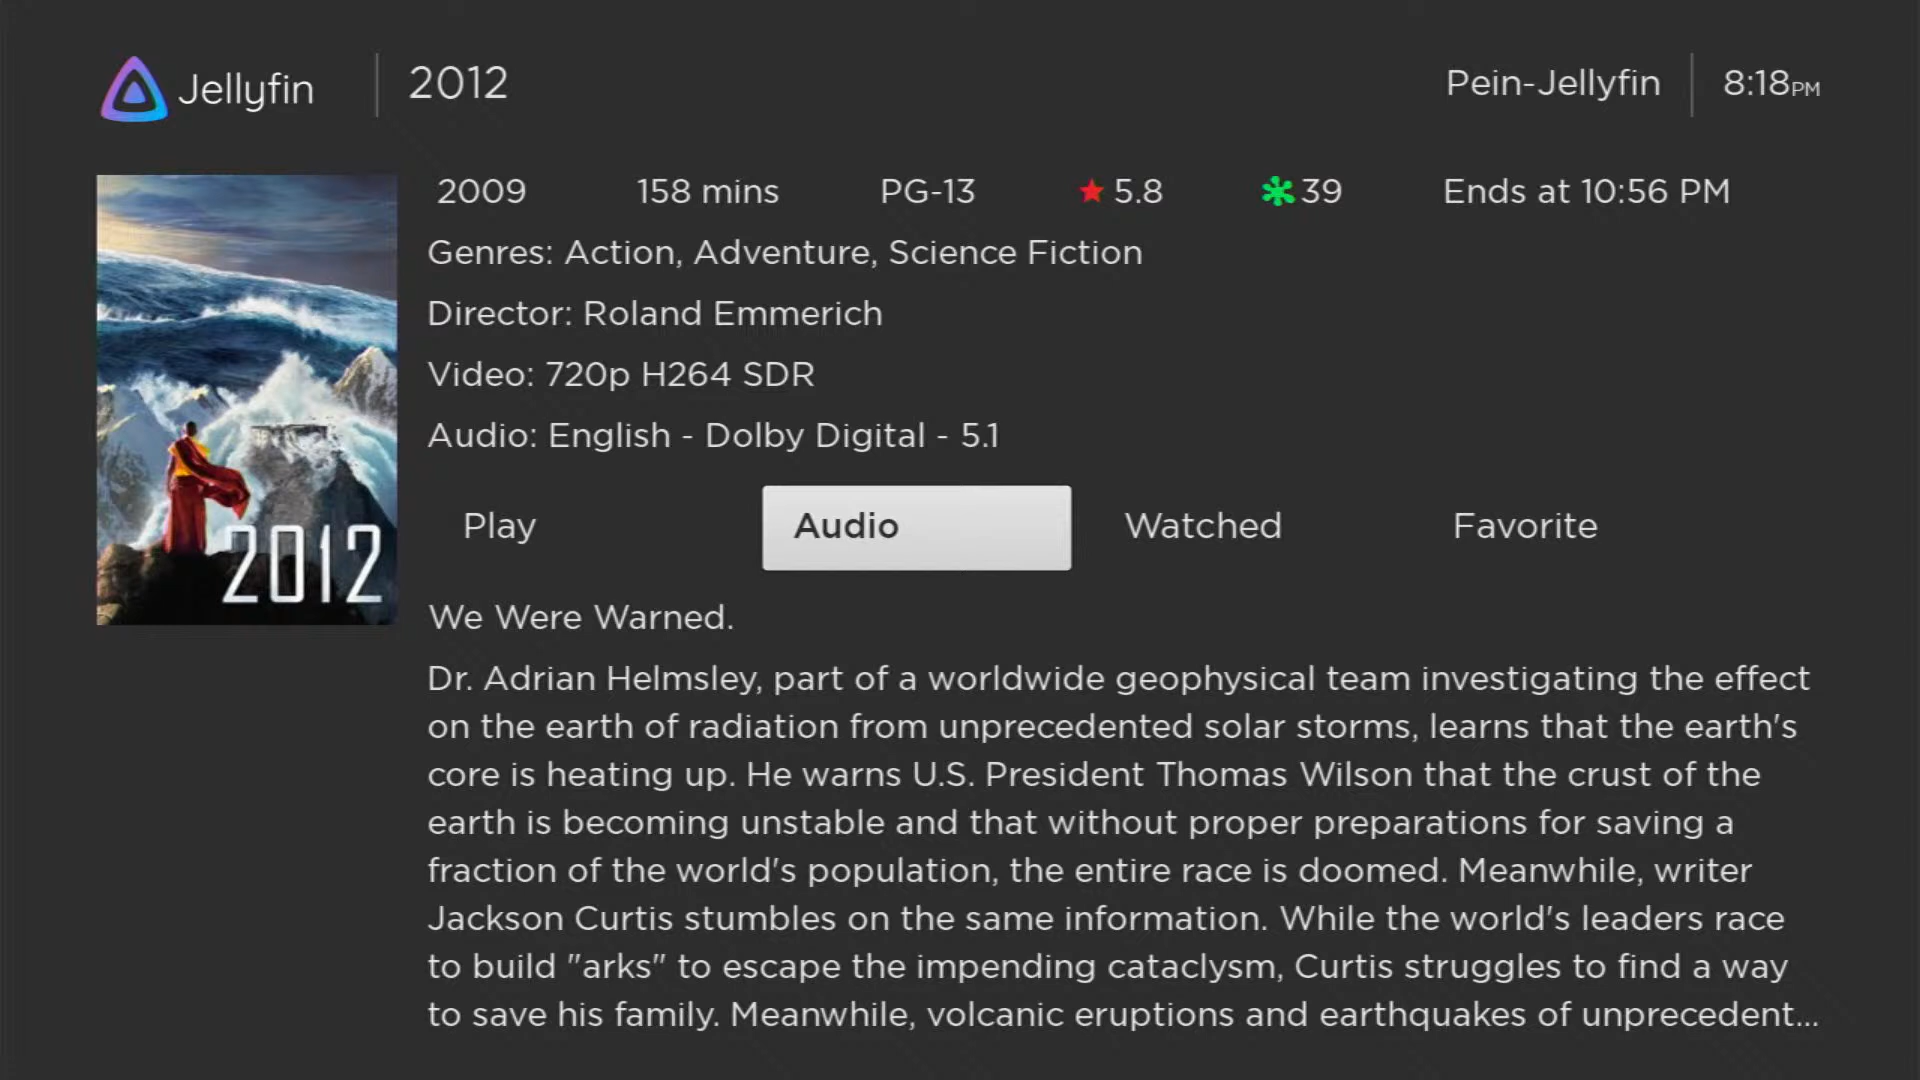 Jellyfin
2012
Pein-Jellyfin
8:18PM
2009
158 mins
PG-13
5.8
39
Ends at 10:56 PM
Genres: Action, Adventure, Science Fiction
Director: Roland Emmerich
Video: 720p H264 SDR
Audio: English - Dolby Digital - 5.1
2012
Play
Audio
Watched
Favorite
We Were Warned.
Dr. Adrian Helmsley, part of a worldwide geophysical team investigating the effect
on the earth of radiation from unprecedented solar storms, learns that the earth's
core is heating up. He warns U.S. President Thomas Wilson that the crust of the
earth is becoming unstable and that without proper preparations for saving a
fraction of the world's population, the entire race is doomed. Meanwhile, writer
Jackson Curtis stumbles on the same information. While the world's leaders race
to build "arks" to escape the impending cataclysm, Curtis struggles to find a way
to save his family. Meanwhile, volcanic eruptions and earthquakes of unprecedent...